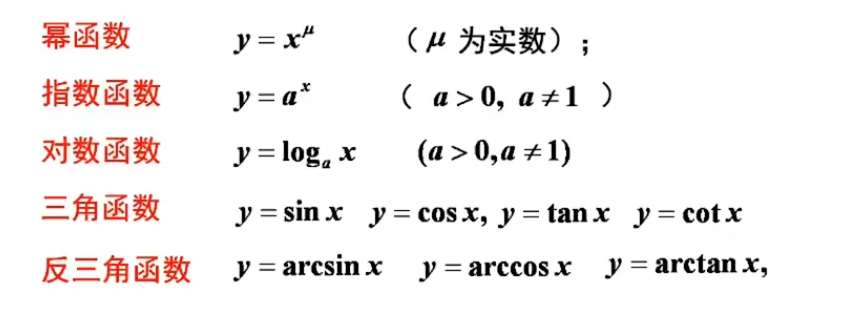 幂函数 y = x^μ （ μ 为实数）；
指数函数 y = a^x （ a > 0, a ≠ 1 ）
对数函数 y = log_a x (a > 0, a ≠ 1)
三角函数 y = sin x y = cos x, y = tan x y = cot x
反三角函数 y = arcsin x y = arccos x y = arctan x,